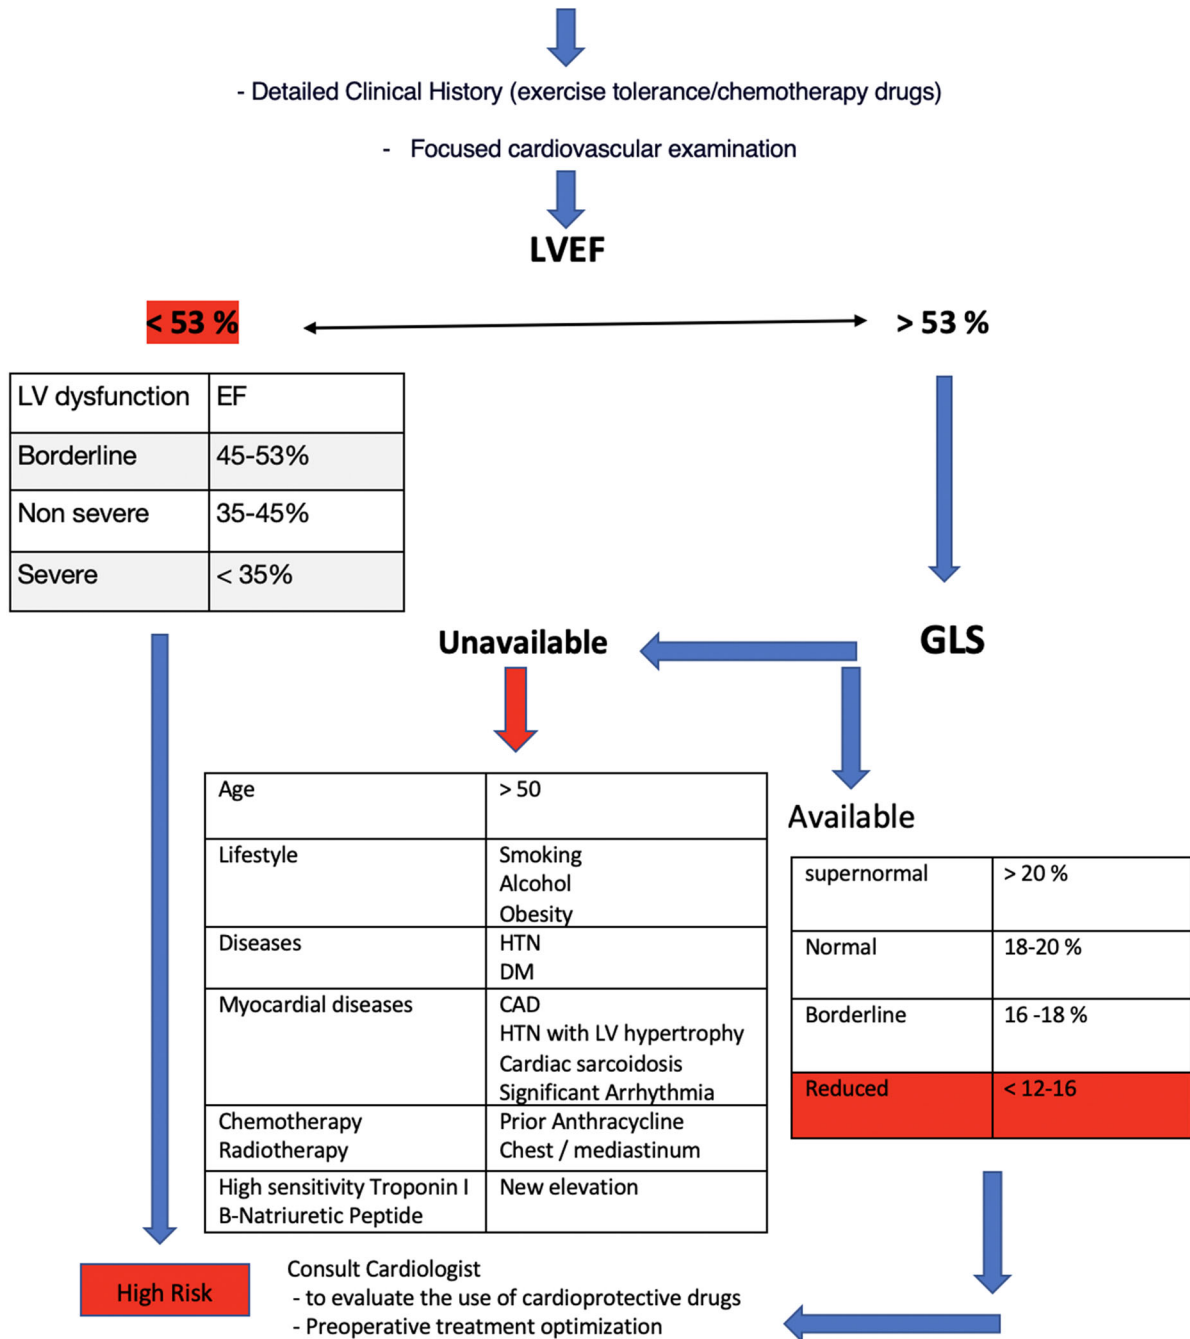 - Detailed Clinical History (exercise tolerance/chemotherapy drugs)
- Focused cardiovascular examination
LVEF
< 53 %
> 53 %
LV dysfunction EF
Borderline 45-53%
Non severe 35-45%
Severe < 35%
Unavailable
GLS
Age > 50
Lifestyle Smoking
Alcohol
Obesity
Diseases HTN
DM
Myocardial diseases CAD
HTN with LV hypertrophy
Cardiac sarcoidosis
Significant Arrhythmia
Chemotherapy Prior Anthracycline
Radiotherapy Chest / mediastinum
High sensitivity Troponin I New elevation
B-Natriuretic Peptide
Available
supernormal > 20 %
Normal 18-20 %
Borderline 16 -18 %
Reduced < 12-16
High Risk
Consult Cardiologist
- to evaluate the use of cardioprotective drugs
- Preoperative treatment optimization